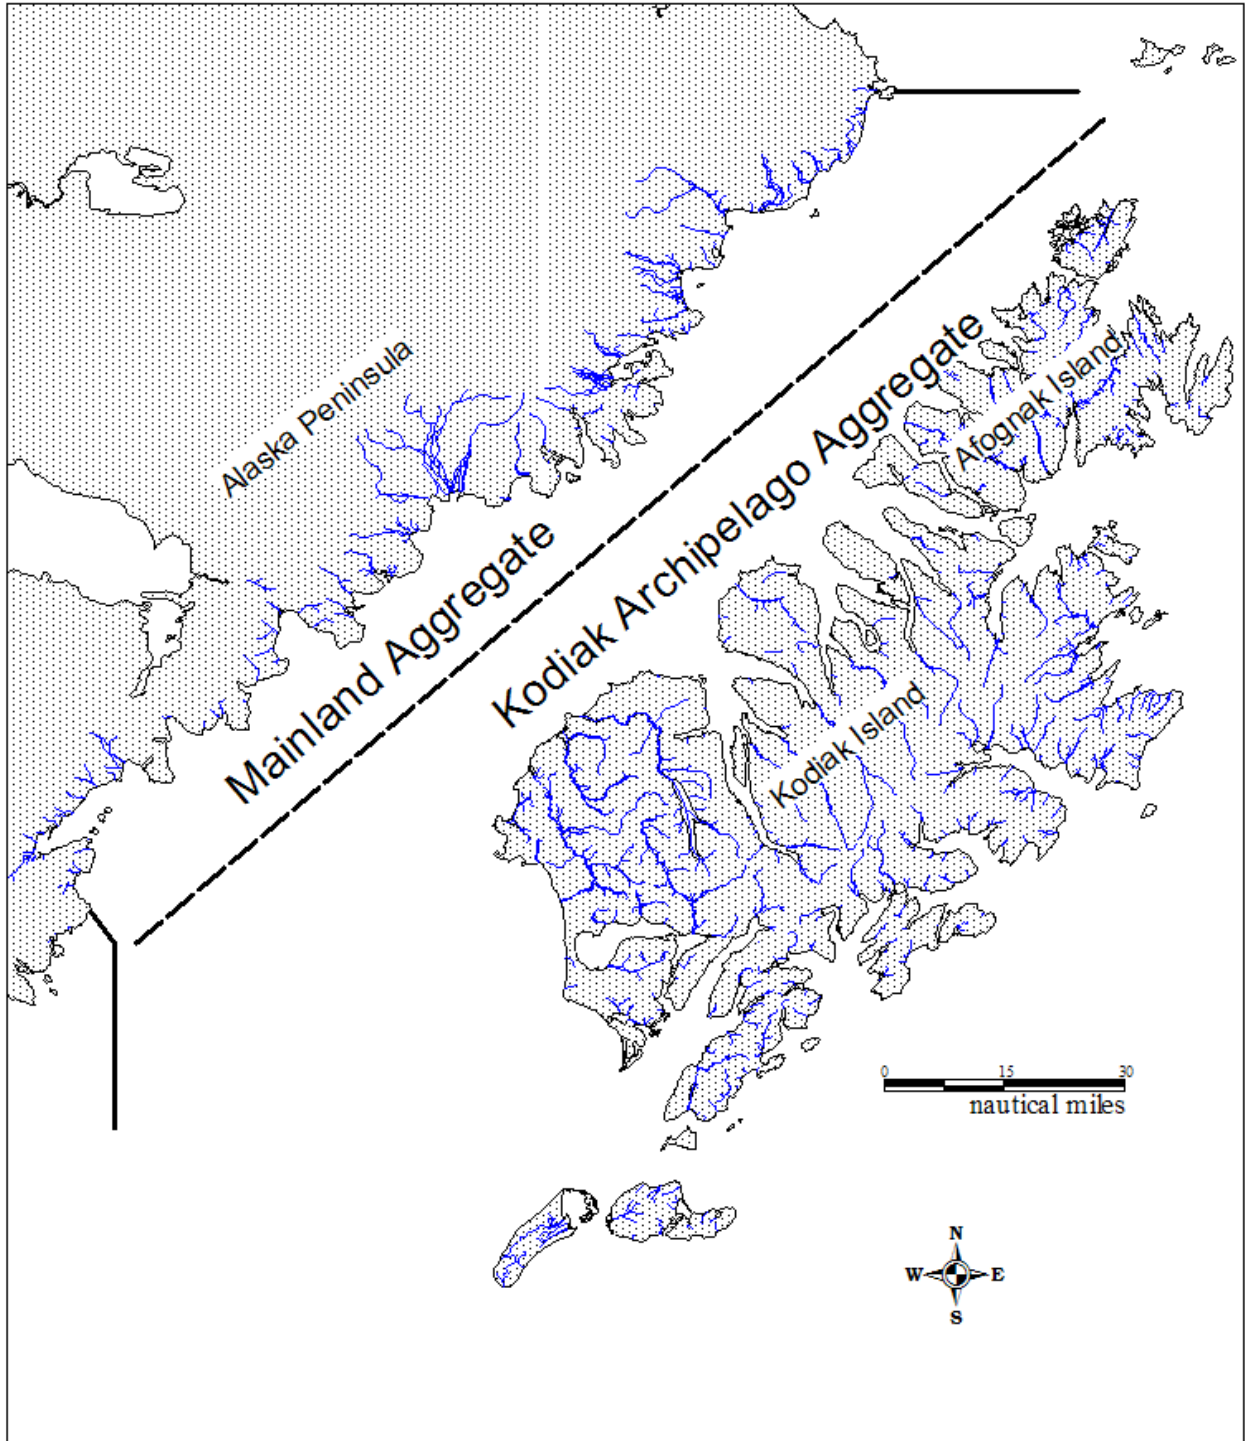 Alaska Peninsula
Mainland Aggregate
Kodiak Archipelago Aggregate
Afognak Island
Kodiak Island
0 15 30
nautical miles
N
W E
S